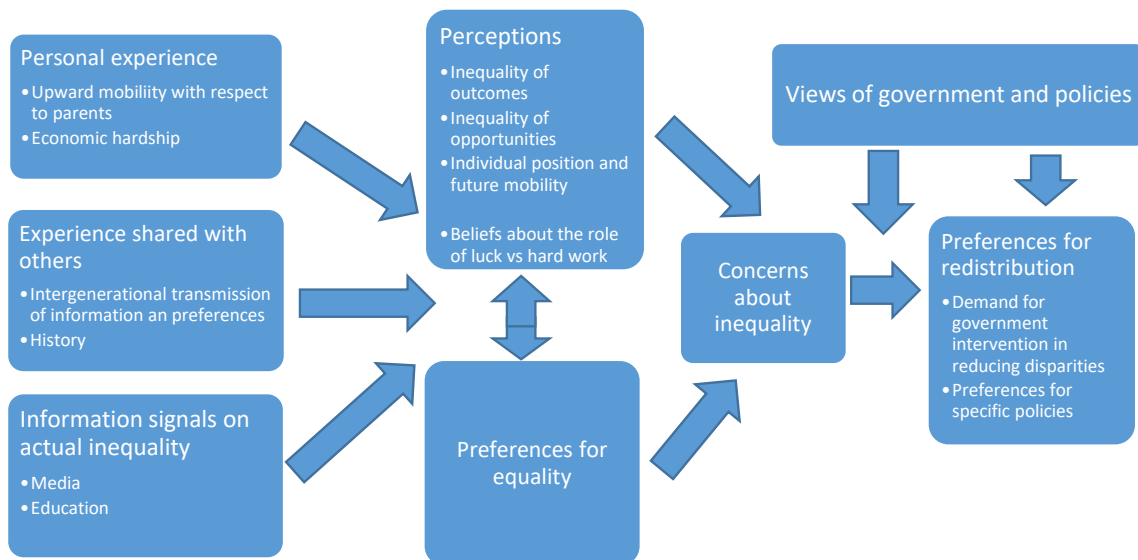 Personal experience
•Upward mobiliity with respect
to parents
•Economic hardship
Experience shared with
others
•Intergenerational transmission
of information an preferences
•History
Information signals on
actual inequality
•Media
•Education
Perceptions
•Inequality of
outcomes
•Inequality of
opportunities
•Individual position and
future mobility
•Beliefs about the role
of luck vs hard work
Preferences for
equality
Concerns
about
inequality
Views of government and policies
Preferences for
redistribution
•Demand for
government
intervention in
reducing disparities
•Preferences for
specific policies